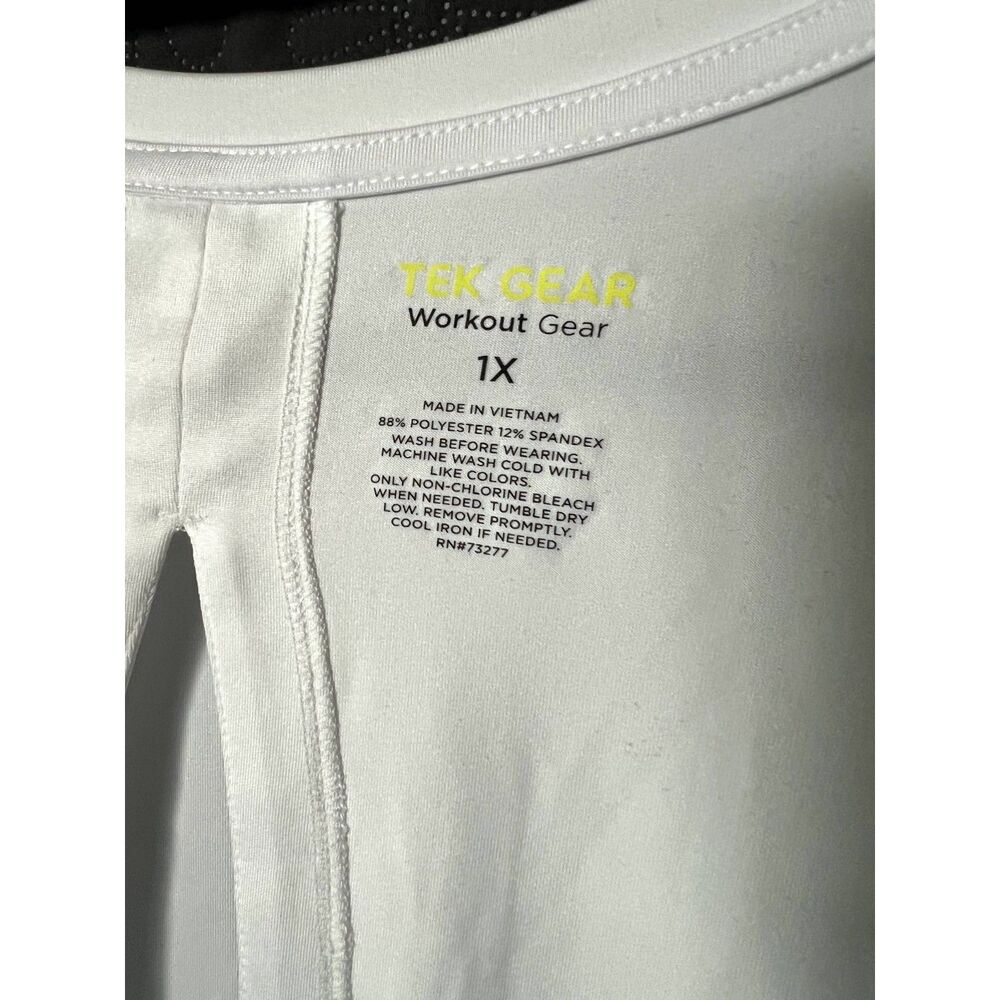 TEK GEAR
Workout Gear
1X
MADE IN VIETNAM
88% POLYESTER 12% SPANDEX
WASH BEFORE WEARING.
MACHINE WASH COLD WITH
LIKE COLORS.
ONLY NON-CHLORINE BLEACH
WHEN NEEDED. TUMBLE DRY
LOW. REMOVE PROMPTLY.
COOL IRON IF NEEDED.
RN#73277